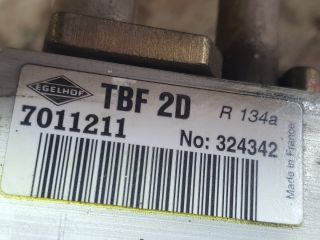 EGELHOF
TBF 2D R 134a
7011211
No: 324342
Made in France